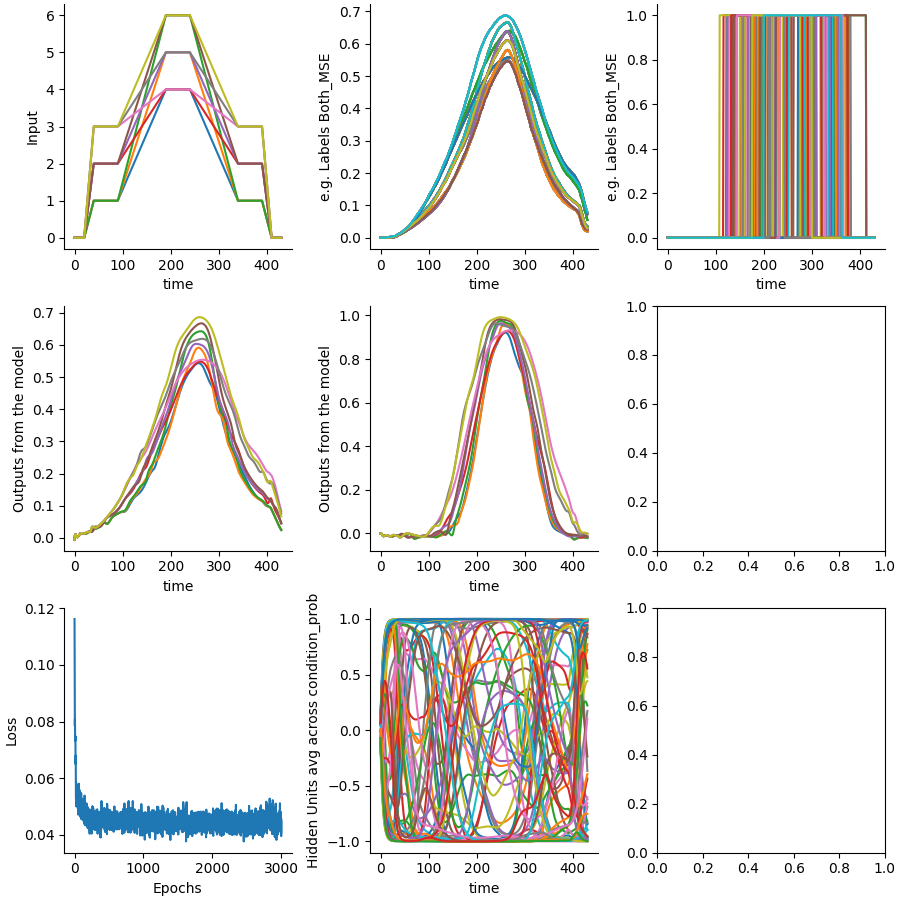 6
5
4
3
2
1
0
Input
0 100 200 300 400
time
0.7
0.6
0.5
0.4
0.3
0.2
0.1
0.0
e.g. Labels Both_MSE
0 100 200 300 400
time
1.0
0.8
0.6
0.4
0.2
0.0
e.g. Labels Both_MSE
0 100 200 300 400
time
0.7
0.6
0.5
0.4
0.3
0.2
0.1
0.0
Outputs from the model
0 100 200 300 400
time
1.0
0.8
0.6
0.4
0.2
0.0
Outputs from the model
0 100 200 300 400
time
1.0
0.8
0.6
0.4
0.2
0.0
0.0 0.2 0.4 0.6 0.8 1.0
0.12
0.10
0.08
0.06
0.04
Loss
0 1000 2000 3000
Epochs
1.0
0.5
0.0
−0.5
−1.0
Hidden Units avg across condition_prob
0 100 200 300 400
time
1.0
0.8
0.6
0.4
0.2
0.0
0.0 0.2 0.4 0.6 0.8 1.0